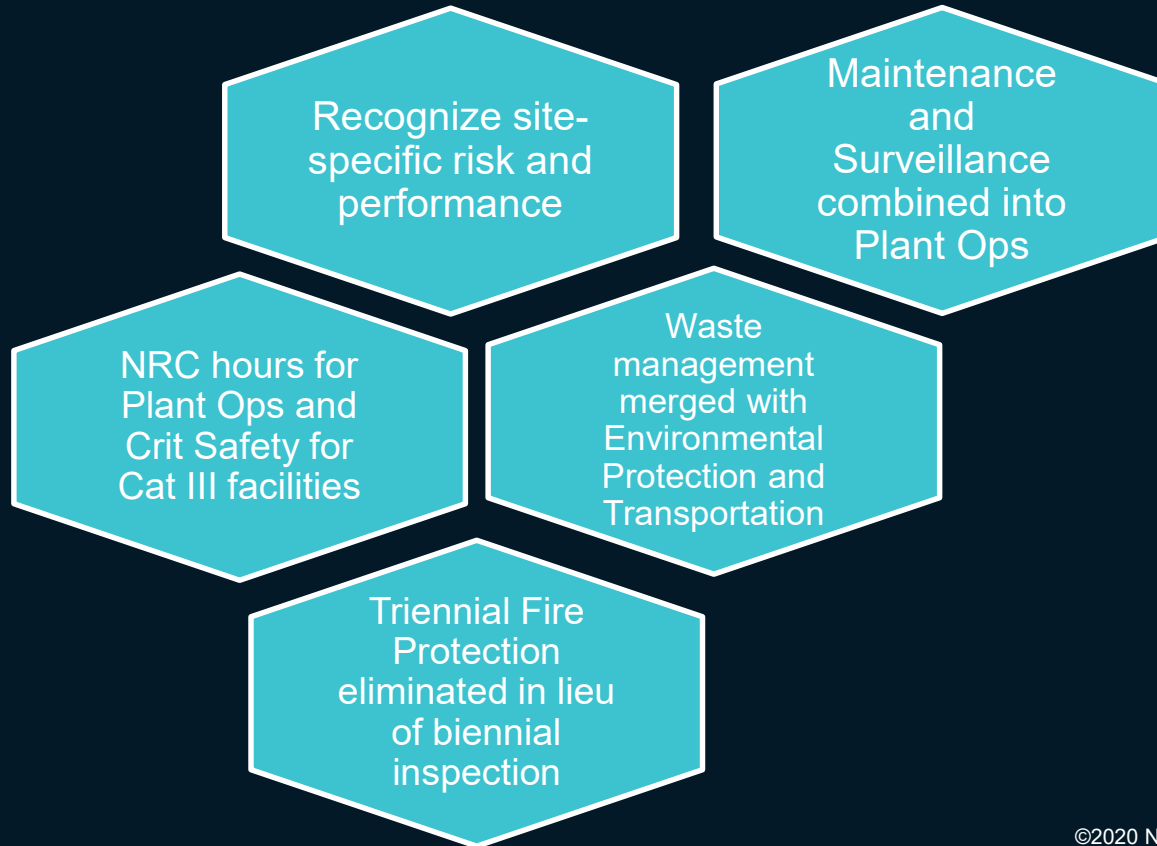 Recognize site-
specific risk and
performance
Maintenance
and
Surveillance
combined into
Plant Ops
NRC hours for
Plant Ops and
Crit Safety for
Cat III facilities
Waste
management
merged with
Environmental
Protection and
Transportation
Triennial Fire
Protection
eliminated in lieu
of biennial
inspection
©2020 N